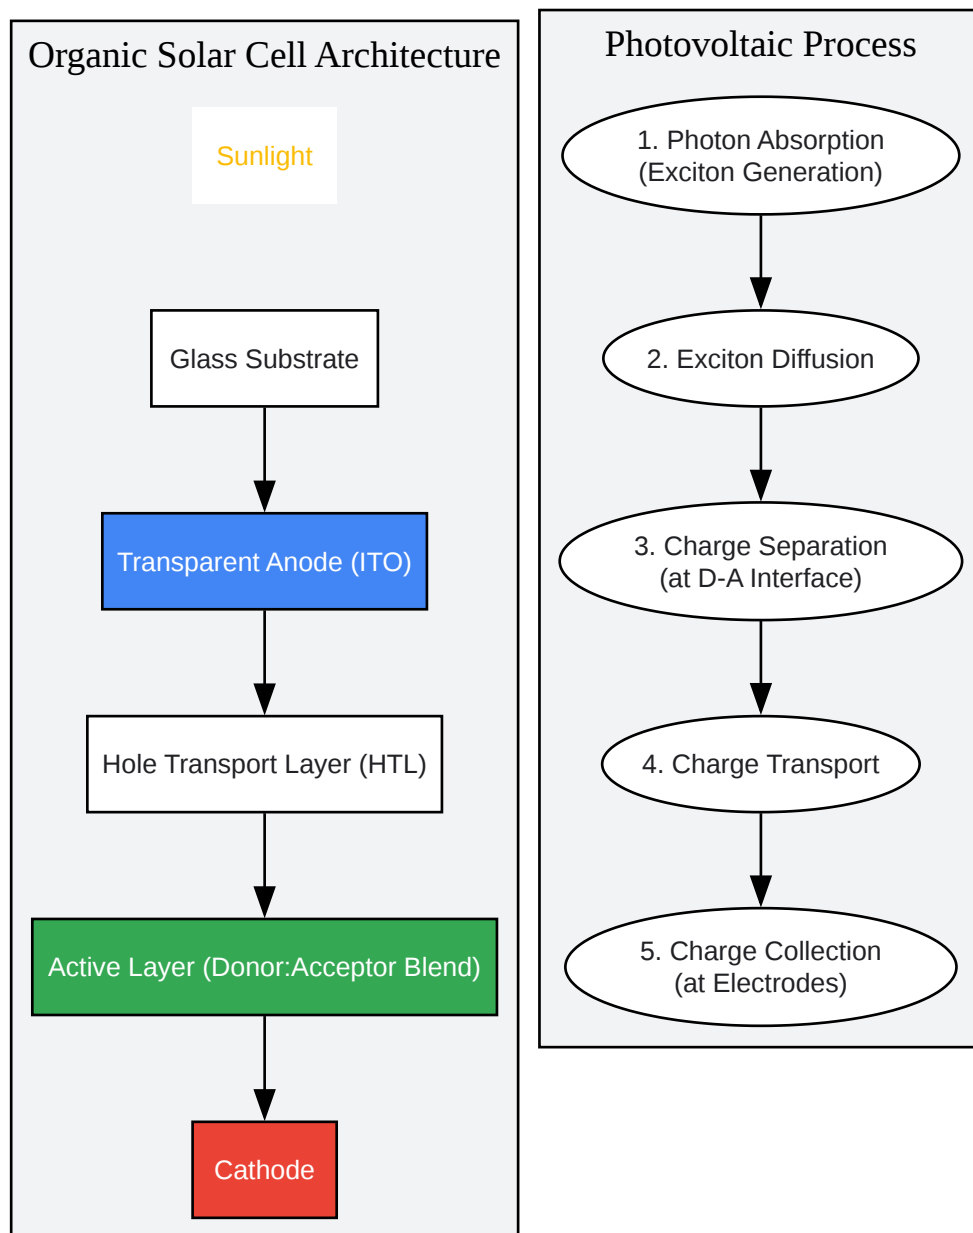 Organic Solar Cell Architecture
Sunlight
Glass Substrate
Transparent Anode (ITO)
Hole Transport Layer (HTL)
Active Layer (Donor:Acceptor Blend)
Cathode
Photovoltaic Process
1. Photon Absorption
(Exciton Generation)
2. Exciton Diffusion
3. Charge Separation
(at D-A Interface)
4. Charge Transport
5. Charge Collection
(at Electrodes)